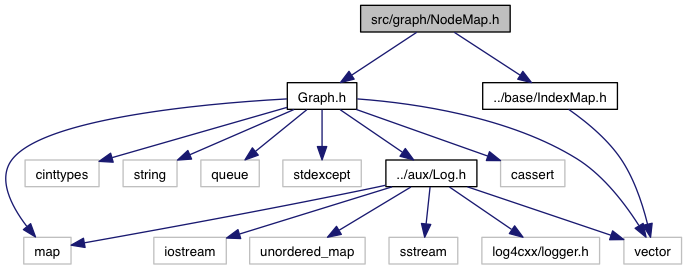 src/graph/NodeMap.h
Graph.h
../base/IndexMap.h
cinttypes
string
queue
stdexcept
../aux/Log.h
cassert
map
iostream
unordered_map
sstream
log4cxx/logger.h
vector